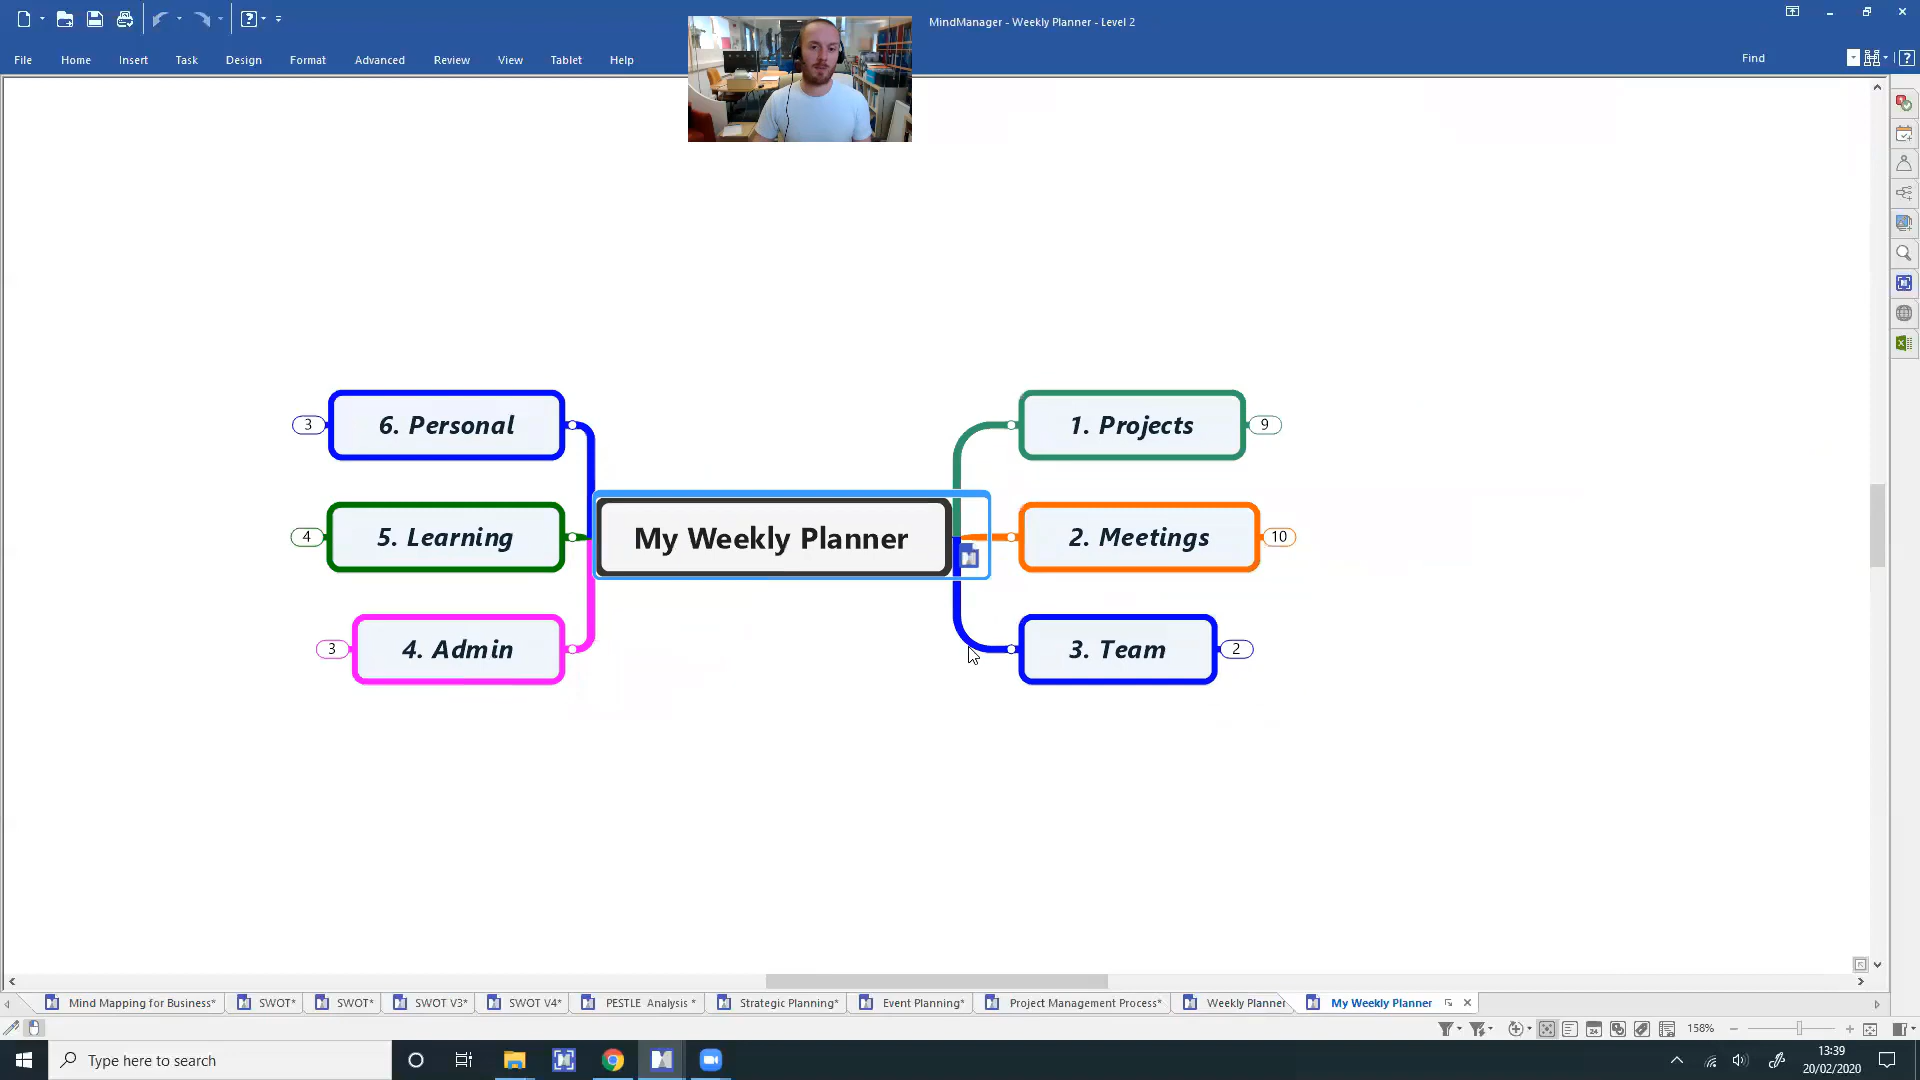 MindManager - Weekly Planner - Level 2
File Home Insert Task Design Format Advanced Review View Tablet Help Find
6. Personal
3
5. Learning
4
4. Admin
3
My Weekly Planner
1. Projects
9
2. Meetings
10
3. Team
2
Mind Mapping for Business* SWOT* SWOT* SWOT V3* SWOT V4* PESTLE Analysis * Strategic Planning* Event Planning* Project Management Process* Weekly Planner My Weekly Planner
158%
Type here to search
13:39
20/02/2020